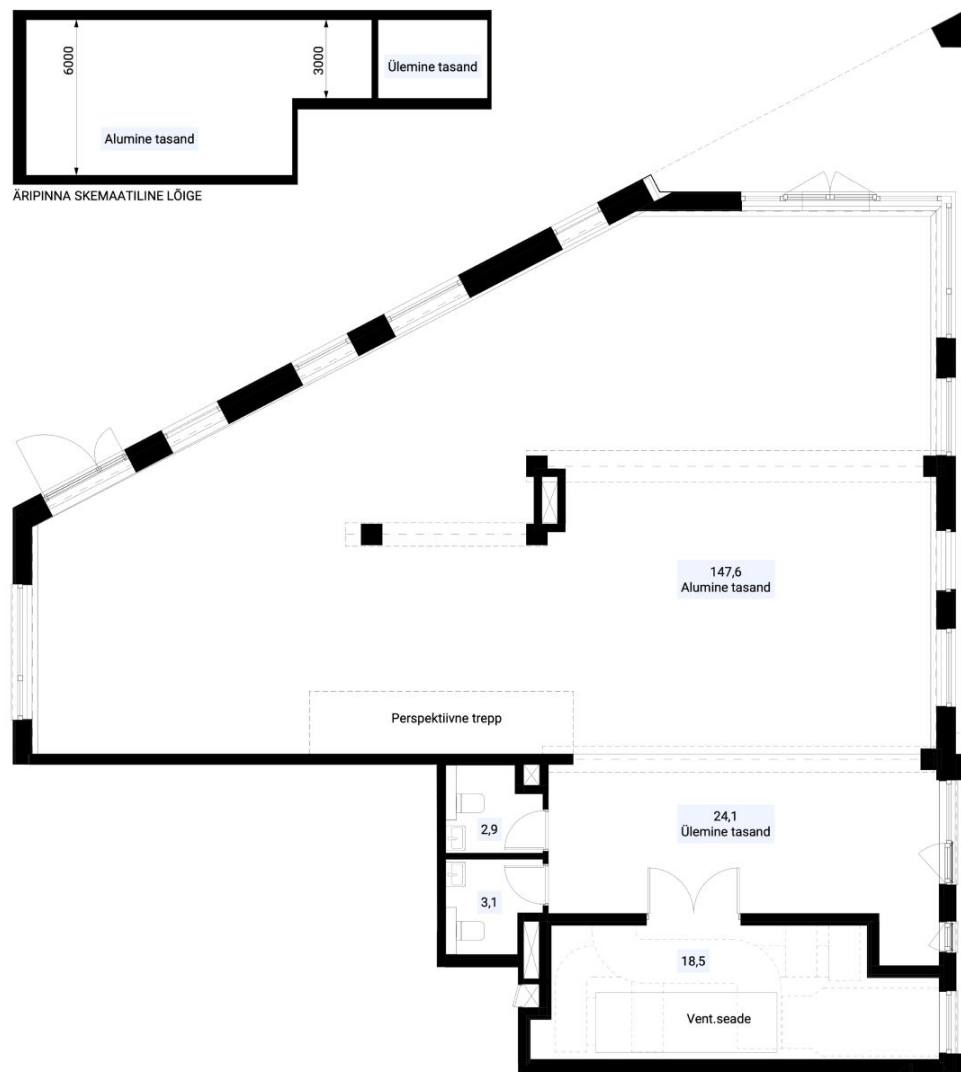 6000
3000
Ülemine tasand
Alumine tasand
ÄRIPINNA SKEMAATILINE LÕIGE
147,6
Alumine tasand
Perspektiivne trepp
24,1
Ülemine tasand
2,9
3,1
18,5
Vent.seade